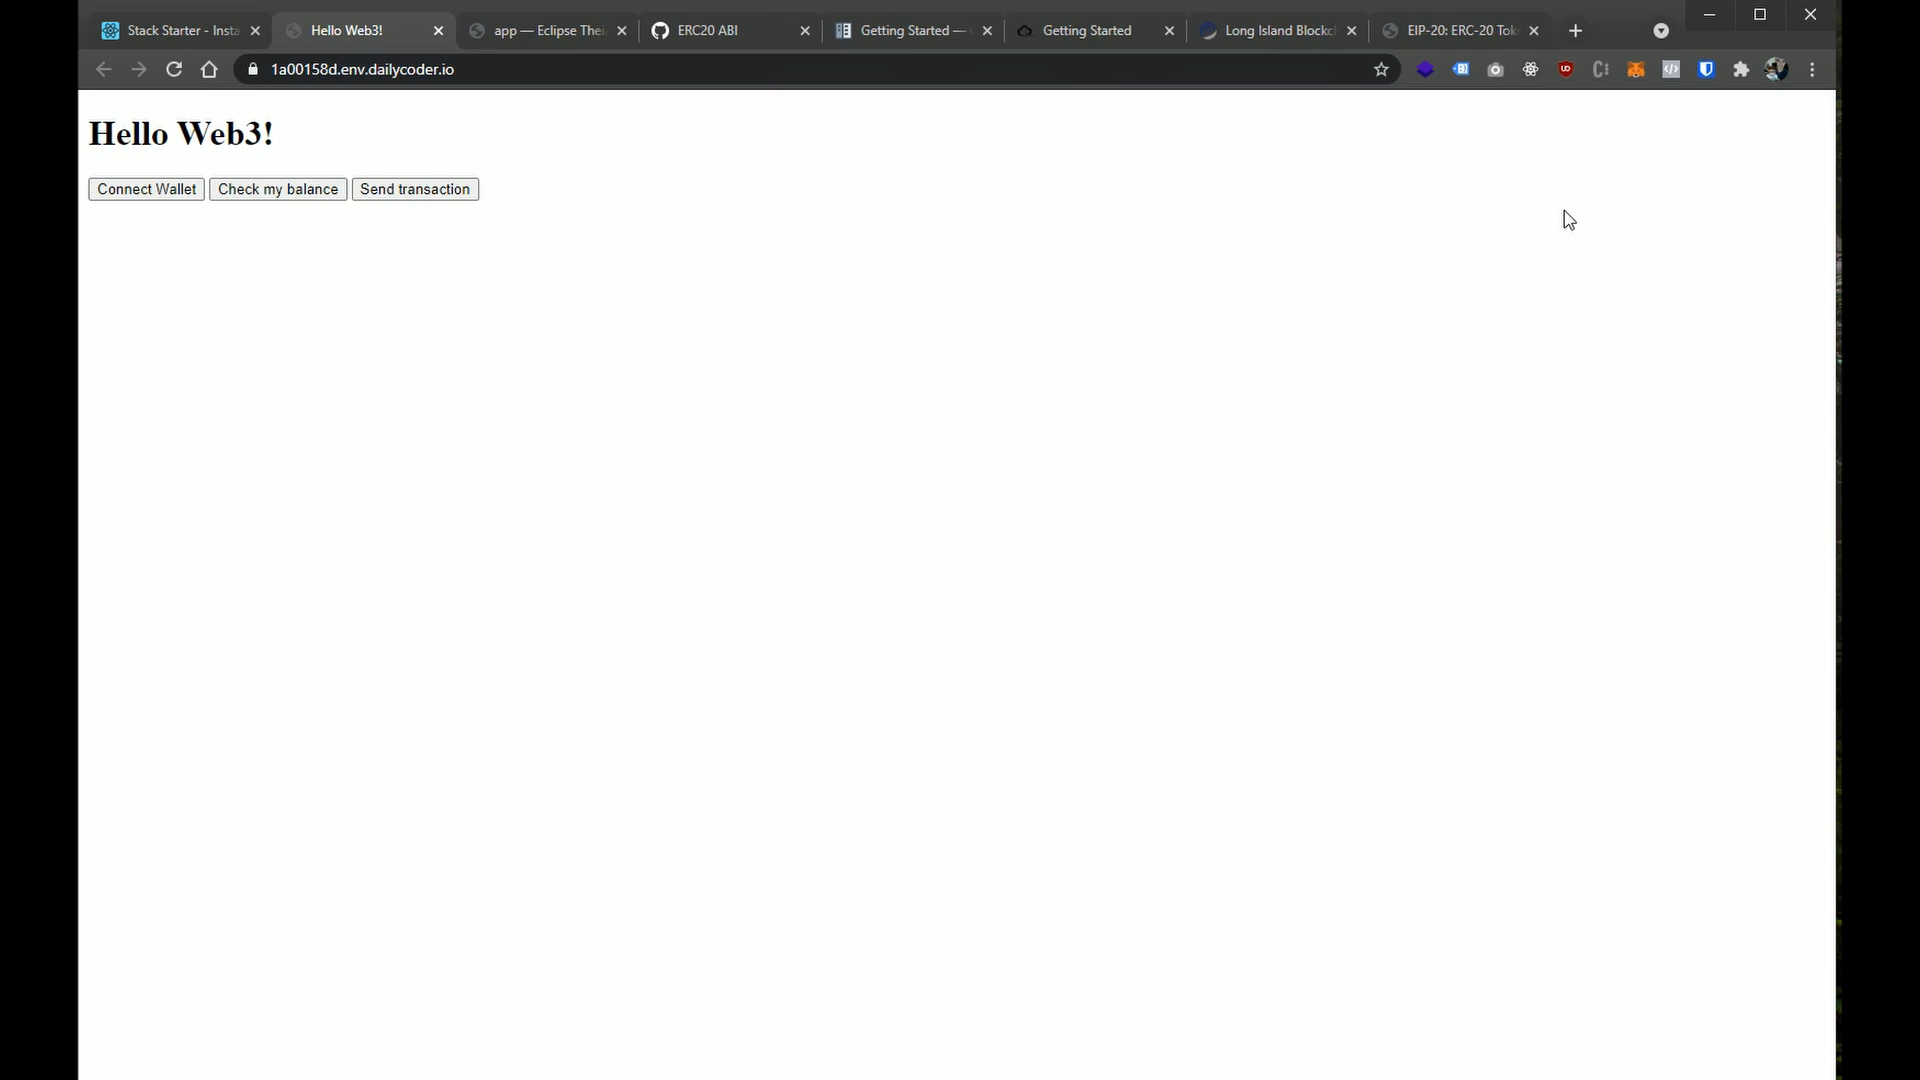 Stack Starter - Insta
Hello Web3!
app — Eclipse Thei
ERC20 ABI
Getting Started —
Getting Started
Long Island Blockch
EIP-20: ERC-20 Tok
1a00158d.env.dailycoder.io
Hello Web3!
Connect Wallet
Check my balance
Send transaction